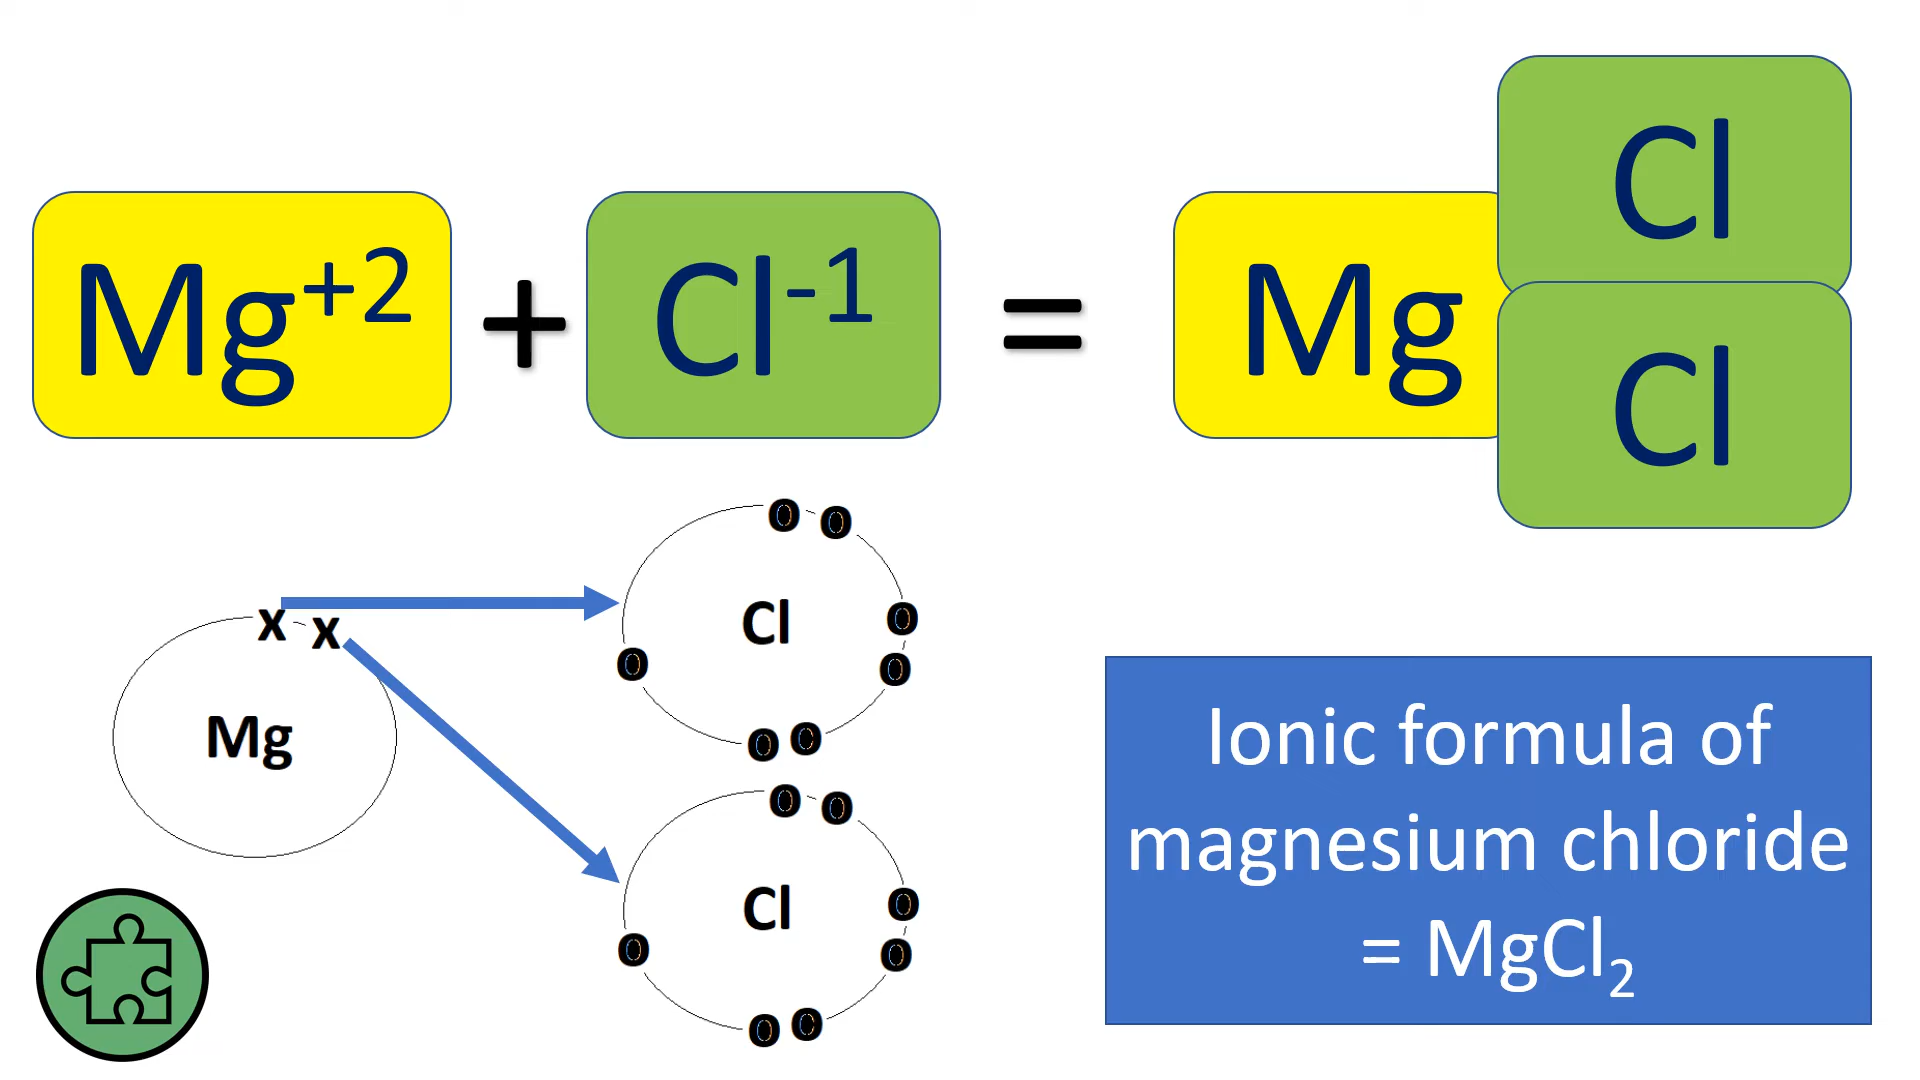 Mg⁺² + Cl⁻¹ = Mg Cl
Cl
x x
Mg
o o
Cl
o
o
o
o o
o o
Cl
o
o
o
o o
Ionic formula of
magnesium chloride
= MgCl₂